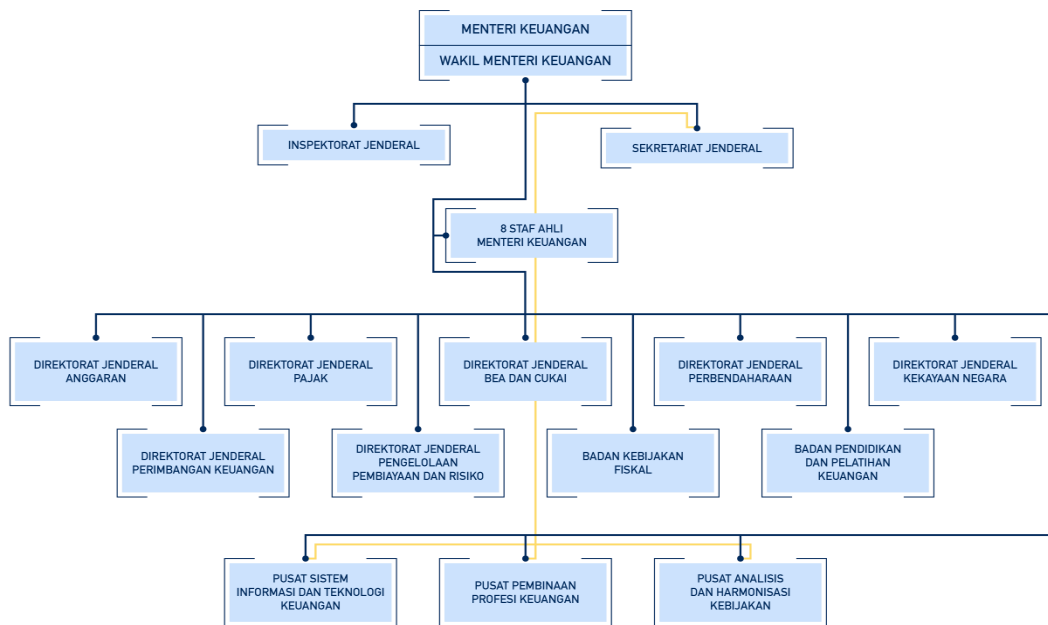 MENTERI KEUANGAN
WAKIL MENTERI KEUANGAN
INSPEKTORAT JENDERAL
SEKRETARIAT JENDERAL
8 STAF AHLI
MENTERI KEUANGAN
DIREKTORAT JENDERAL
ANGGARAN
DIREKTORAT JENDERAL
PAJAK
DIREKTORAT JENDERAL
BEA DAN CUKAI
DIREKTORAT JENDERAL
PERBENDAHARAAN
DIREKTORAT JENDERAL
KEKAYAAN NEGARA
DIREKTORAT JENDERAL
PERIMBANGAN KEUANGAN
DIREKTORAT JENDERAL
PENGELOLAAN
PEMBIAYAAN DAN RISIKO
BADAN KEBIJAKAN
FISKAL
BADAN PENDIDIKAN
DAN PELATIHAN
KEUANGAN
PUSAT SISTEM
INFORMASI DAN TEKNOLOGI
KEUANGAN
PUSAT PEMBINAAN
PROFESI KEUANGAN
PUSAT ANALISIS
DAN HARMONISASI
KEBIJAKAN